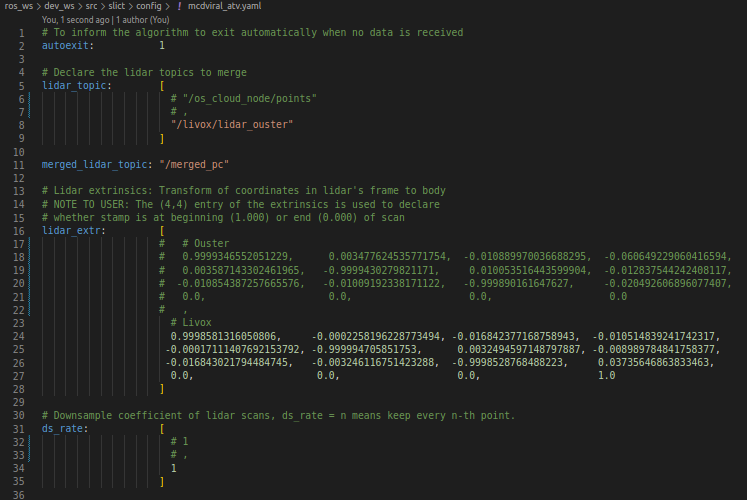 ros_ws > dev_ws > src > slict > config > ! mcdviral_atv.yaml
You, 1 second ago | 1 author (You)
1 # To inform the algorithm to exit automatically when no data is received
2 autoexit: 1
3
4 # Declare the lidar topics to merge
5 lidar_topic: [
6 # "/os_cloud_node/points"
7 # ,
8 "/livox/lidar_ouster"
9 ]
10
11 merged_lidar_topic: "/merged_pc"
12
13 # Lidar extrinsics: Transform of coordinates in lidar's frame to body
14 # NOTE TO USER: The (4,4) entry of the extrinsics is used to declare
15 # whether stamp is at beginning (1.000) or end (0.000) of scan
16 lidar_extr: [
17 # # Ouster
18 # 0.9999346552051229, 0.003477624535771754, -0.010889970036688295, -0.060649229060416594,
19 # 0.003587143302461965, -0.9999430279821171, 0.010053516443599904, -0.012837544242408117,
20 # -0.010854387257665576, -0.01009192338171122, -0.999890161647627, -0.020492606896077407,
21 # 0.0, 0.0, 0.0, 0.0
22 # ,
23 # Livox
24 0.9998581316050806, -0.0002258196228773494, -0.016842377168758943, -0.010514839241742317,
25 -0.00017111407692153792, -0.999994705851753, 0.0032494597148797887, -0.008989784841758377,
26 -0.016843021794484745, -0.003246116751423288, -0.9998528768488223, 0.03735646863833463,
27 0.0, 0.0, 0.0, 1.0
28 ]
29
30 # Downsample coefficient of lidar scans, ds_rate = n means keep every n-th point.
31 ds_rate: [
32 # 1
33 # ,
34 1
35 ]
36